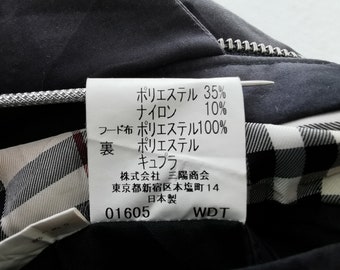 ポリエステル 35%
ナイロン 10%
フード布 ポリエステル100%
裏 ポリエステル
キュプラ
株式会社 三陽商会
東京都新宿区本塩町14
日本製
01605 WDT